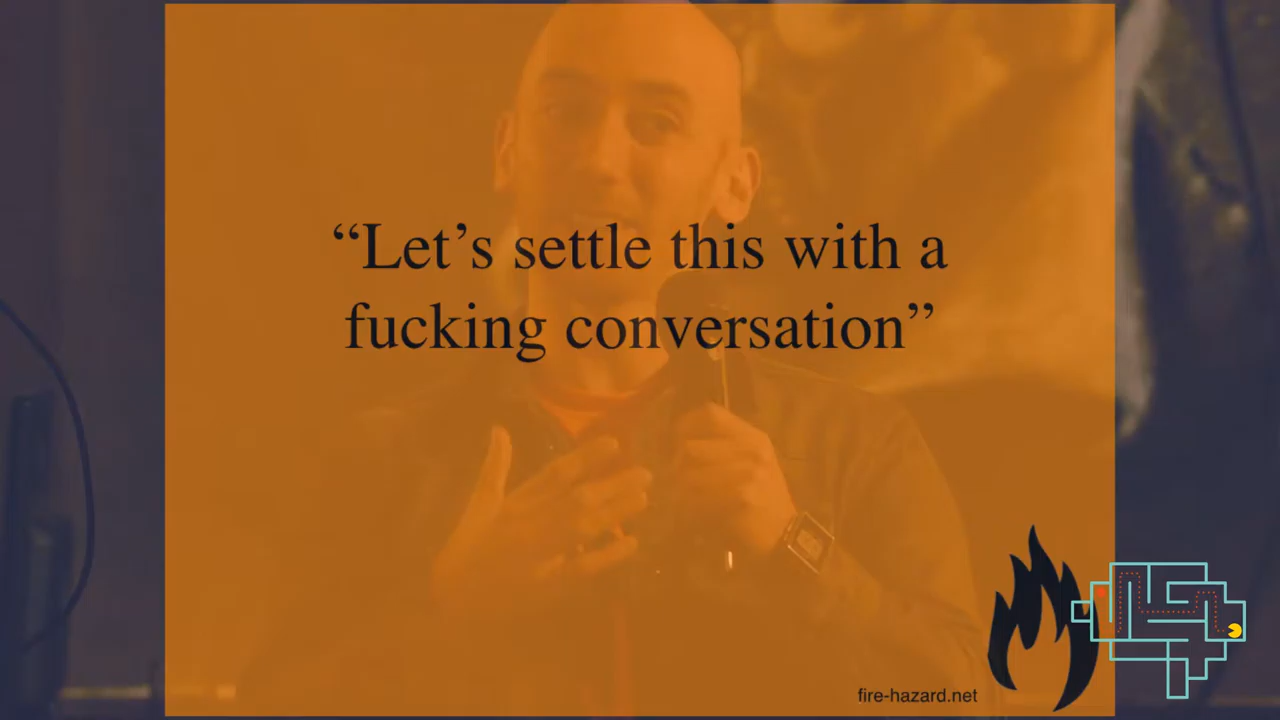 “Let’s settle this with a
fucking conversation”
fire-hazard.net